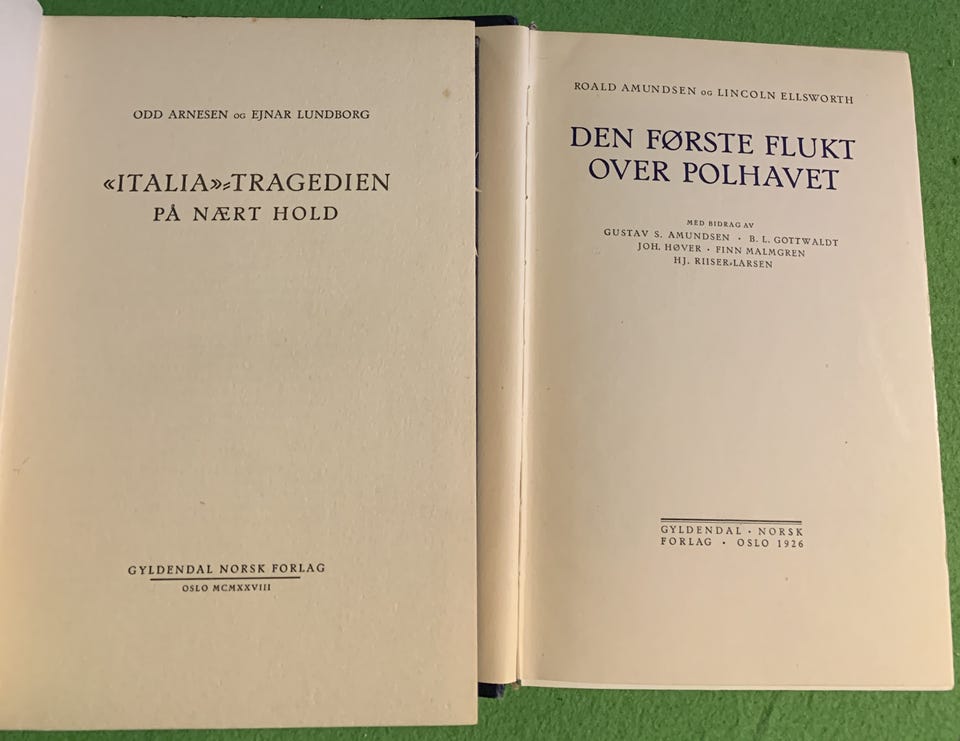 ODD ARNESEN OG EJNAR LUNDBORG
«ITALIA»-TRAGEDIEN
PÅ NÆRT HOLD
GYLDENDAL NORSK FORLAG
OSLO MCMXXVIII
ROALD AMUNDSEN OG LINCOLN ELLSWORTH
DEN FØRSTE FLUKT
OVER POLHAVET
MED BIDRAG AV
GUSTAV S. AMUNDSEN · B. L. GOTTWALDT
JOH. HØVER · FINN MALMGREN
HJ. RIISER-LARSEN
GYLDENDAL · NORSK
FORLAG · OSLO 1926